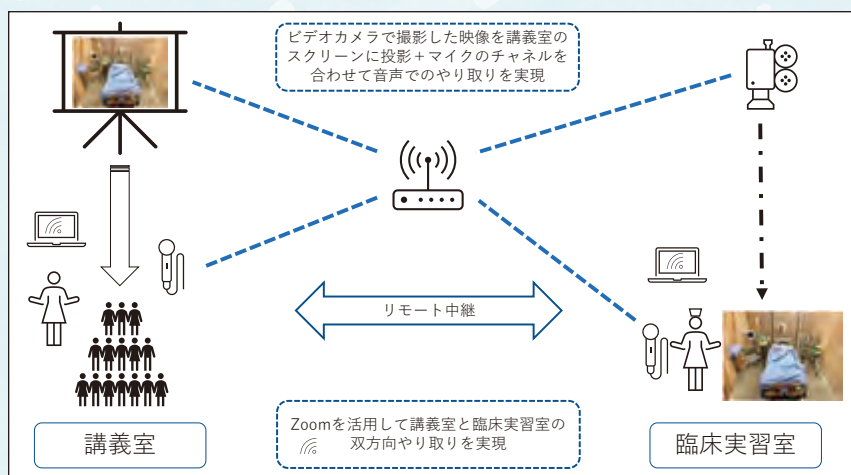 ビデオカメラで撮影した映像を講義室の
スクリーンに投影+マイクのチャネルを
合わせて音声でのやり取りを実現
リモート中継
Zoomを活用して講義室と臨床実習室の
双方向やり取りを実現
講義室
臨床実習室